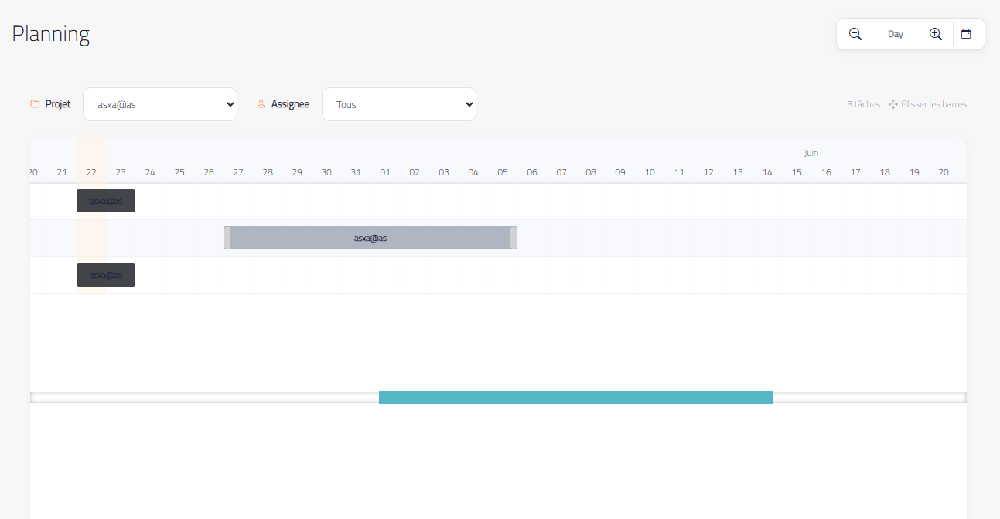 Planning
Day
Projet asxa@as Assignee Tous 3 tâches Glisser les barres
Juin
20 21 22 23 24 25 26 27 28 29 30 31 01 02 03 04 05 06 07 08 09 10 11 12 13 14 15 16 17 18 19 20
asxa@as
asxa@as
asxa@as